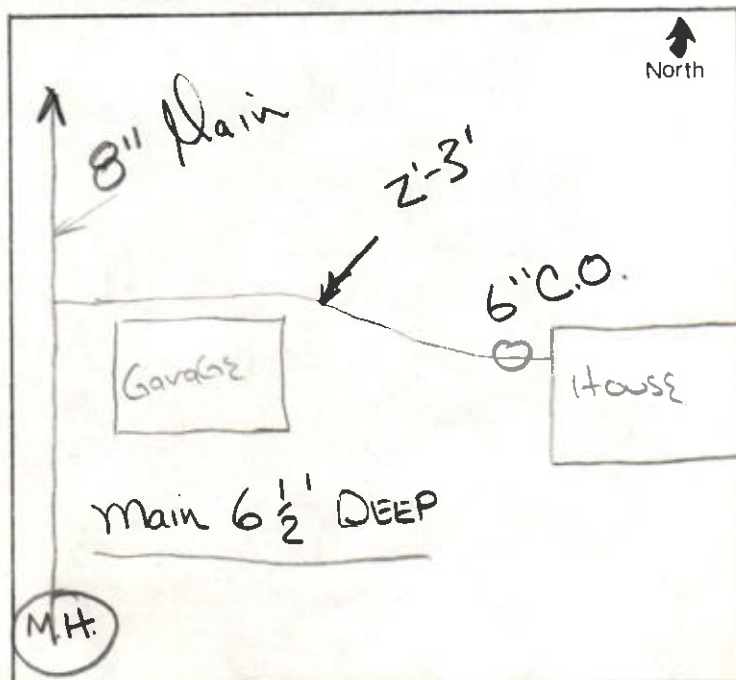 North
8" Main
2'-3'
6" C.O.
Garage
House
Main 6 1/2' DEEP
M.H.